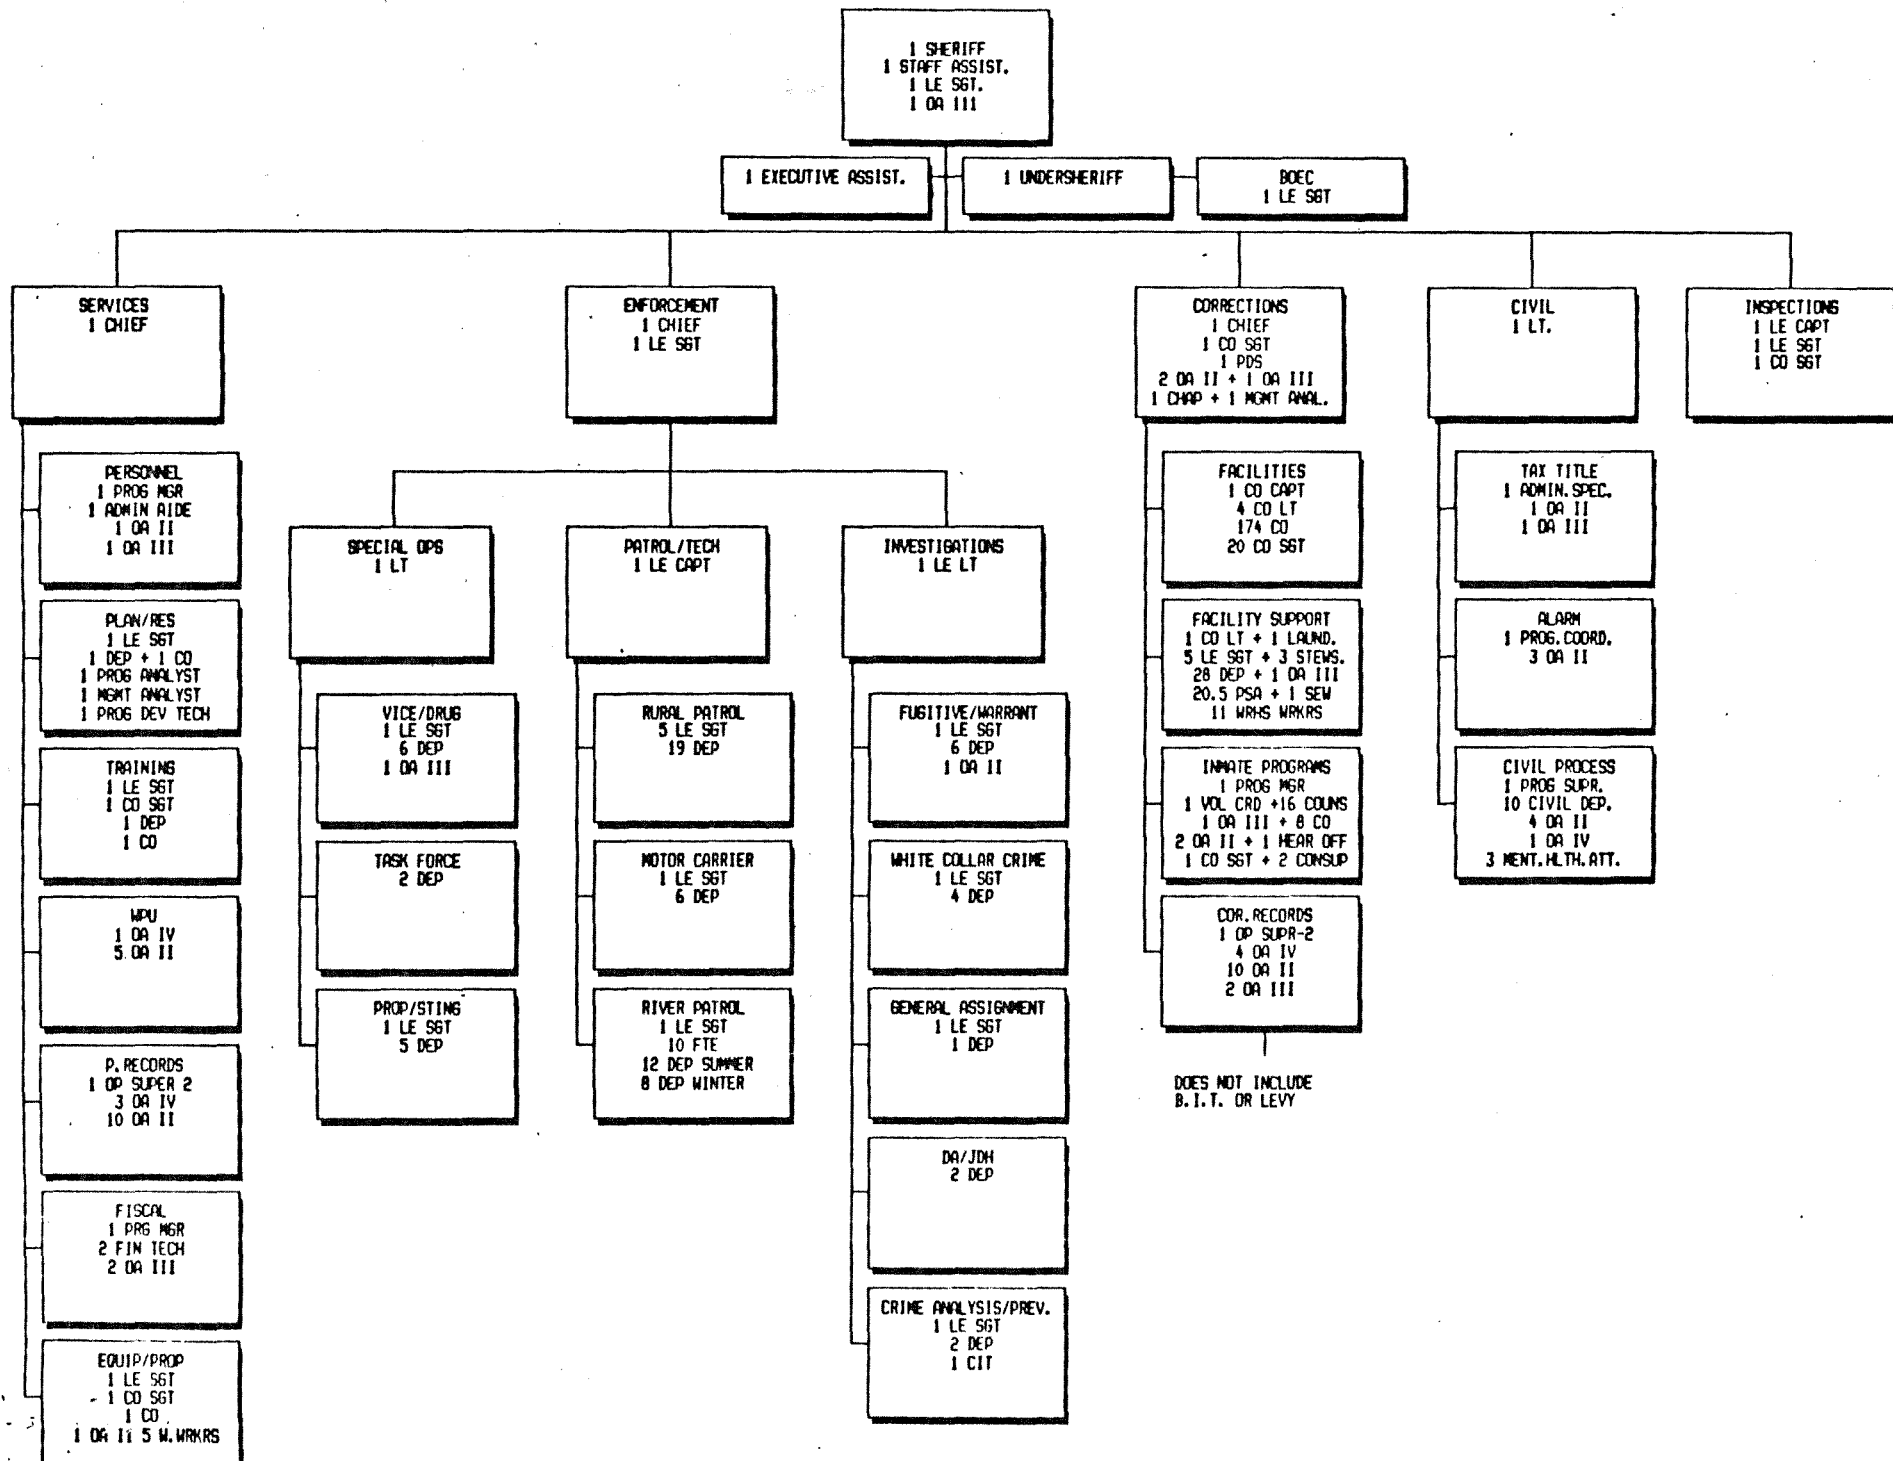 1 SHERIFF
1 STAFF ASSIST.
1 LE SGT.
1 OA III
1 EXECUTIVE ASSIST.
1 UNDERSHERIFF
BOEC
1 LE SGT
SERVICES
1 CHIEF
ENFORCEMENT
1 CHIEF
1 LE SGT
CORRECTIONS
1 CHIEF
1 CO SGT
1 PDS
2 OA II + 1 OA III
1 CHAP + 1 MGMT ANAL.
CIVIL
1 LT.
INSPECTIONS
1 LE CAPT
1 LE SGT
1 CO SGT
PERSONNEL
1 PROG MGR
1 ADMIN AIDE
1 OA II
1 OA III
PLAN/RES
1 LE SGT
1 DEP + 1 CO
1 PROG ANALYST
1 MGMT ANALYST
1 PROG DEV TECH
TRAINING
1 LE SGT
1 CO SGT
1 DEP
1 CO
WPU
1 OA IV
5 OA II
P.RECORDS
1 OP SUPER 2
3 OA IV
10 OA II
FISCAL
1 PRG MGR
2 FIN TECH
2 OA III
EQUIP/PROP
1 LE SGT
1 CO SGT
1 CO
1 OA II 5 W.WRKRS
SPECIAL OPS
1 LT
VICE/DRUG
1 LE SGT
6 DEP
1 OA III
TASK FORCE
2 DEP
PROP/STING
1 LE SGT
5 DEP
PATROL/TECH
1 LE CAPT
RURAL PATROL
5 LE SGT
19 DEP
MOTOR CARRIER
1 LE SGT
6 DEP
RIVER PATROL
1 LE SGT
10 FTE
12 DEP SUMMER
8 DEP WINTER
INVESTIGATIONS
1 LE LT
FUGITIVE/WARRANT
1 LE SGT
6 DEP
1 OA II
WHITE COLLAR CRIME
1 LE SGT
4 DEP
GENERAL ASSIGNMENT
1 LE SGT
1 DEP
DA/JDH
2 DEP
CRIME ANALYSIS/PREV.
1 LE SGT
2 DEP
1 CIT
FACILITIES
1 CO CAPT
4 CO LT
174 CO
20 CO SGT
FACILITY SUPPORT
1 CO LT + 1 LAUND.
5 LE SGT + 3 STEWS.
28 DEP + 1 OA III
20.5 PSA + 1 SEW
11 WRHS WRKRS
INMATE PROGRAMS
1 PROG MGR
1 VOL CRD +16 COUNS
1 OA III + 8 CO
2 OA II + 1 HEAR OFF
1 CO SGT + 2 CONSUP
COR.RECORDS
1 OP SUPR-2
4 OA IV
10 OA II
2 OA III
DOES NOT INCLUDE
B.I.T. OR LEVY
TAX TITLE
1 ADMIN.SPEC.
1 OA II
1 OA III
ALARM
1 PROG.COORD.
3 OA II
CIVIL PROCESS
1 PROG SUPR.
10 CIVIL DEP.
4 OA II
1 OA IV
3 MENT.HLTH.ATT.